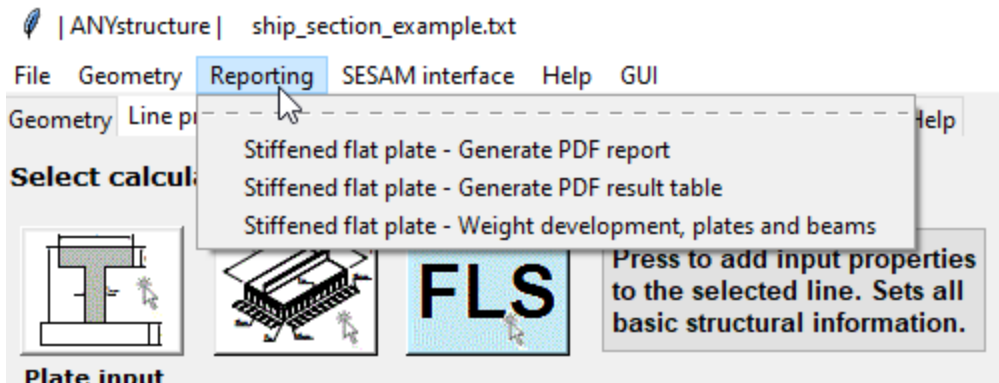 | ANYstructure | ship_section_example.txt
File Geometry Reporting SESAM interface Help GUI
Geometry Line pr Help
Stiffened flat plate - Generate PDF report
Stiffened flat plate - Generate PDF result table
Select calcula
Stiffened flat plate - Weight development, plates and beams
FLS
Press to add input properties
to the selected line. Sets all
basic structural information.
Plate input